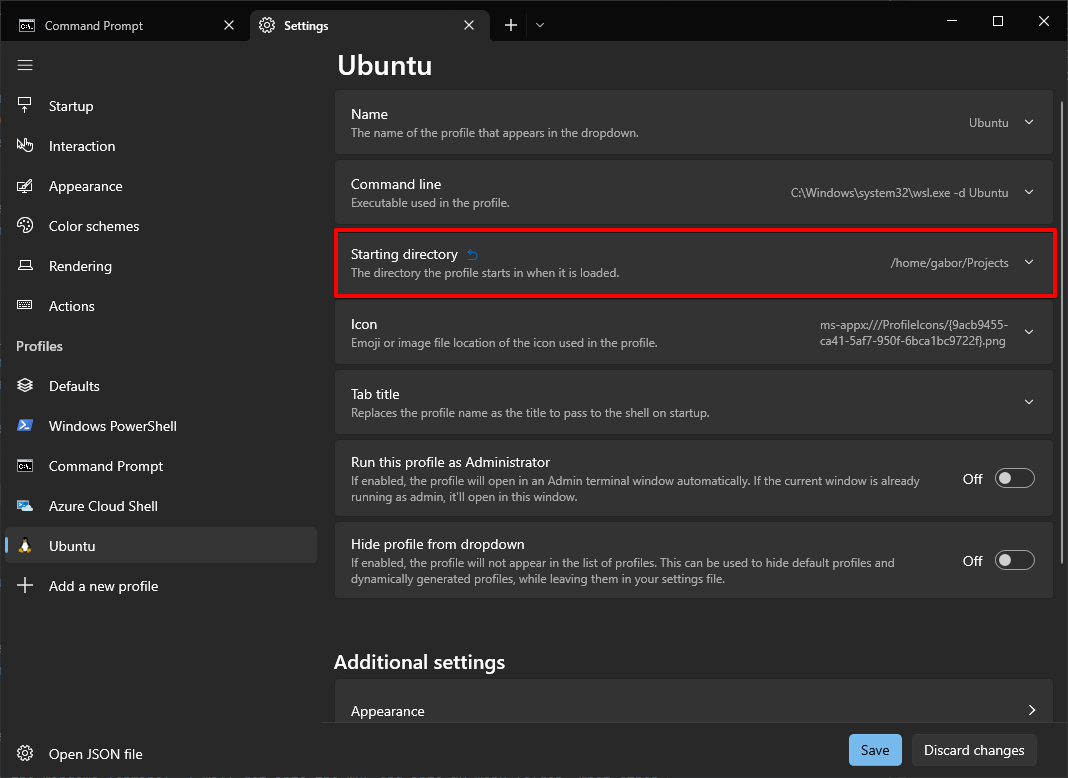 Command Prompt
Settings
Ubuntu
Startup
Interaction
Appearance
Color schemes
Rendering
Actions
Profiles
Defaults
Windows PowerShell
Command Prompt
Azure Cloud Shell
Ubuntu
Add a new profile
Open JSON file
Name
The name of the profile that appears in the dropdown.
Ubuntu
Command line
Executable used in the profile.
C:\Windows\system32\wsl.exe -d Ubuntu
Starting directory
The directory the profile starts in when it is loaded.
/home/gabor/Projects
Icon
Emoji or image file location of the icon used in the profile.
ms-appx:///ProfileIcons/{9acb9455-
ca41-5af7-950f-6bca1bc9722f}.png
Tab title
Replaces the profile name as the title to pass to the shell on startup.
Run this profile as Administrator
If enabled, the profile will open in an Admin terminal window automatically. If the current window is already
running as admin, it'll open in this window.
Off
Hide profile from dropdown
If enabled, the profile will not appear in the list of profiles. This can be used to hide default profiles and
dynamically generated profiles, while leaving them in your settings file.
Off
Additional settings
Appearance
Save
Discard changes